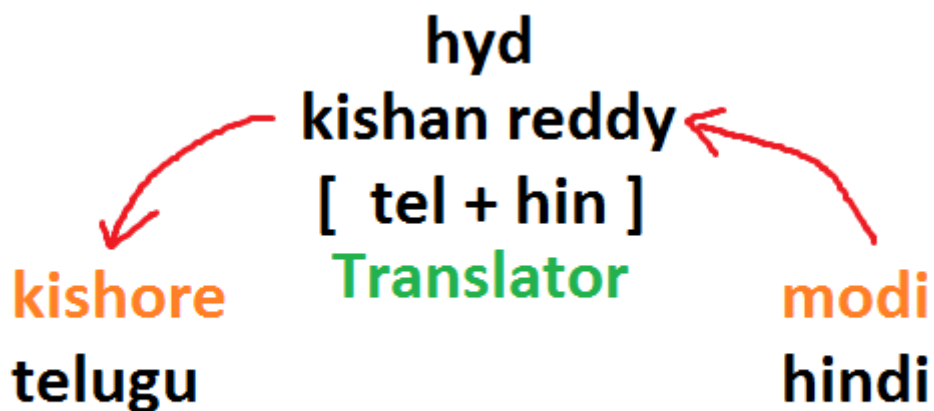 hyd
kishan reddy
[ tel + hin ]
Translator
kishore
telugu
modi
hindi